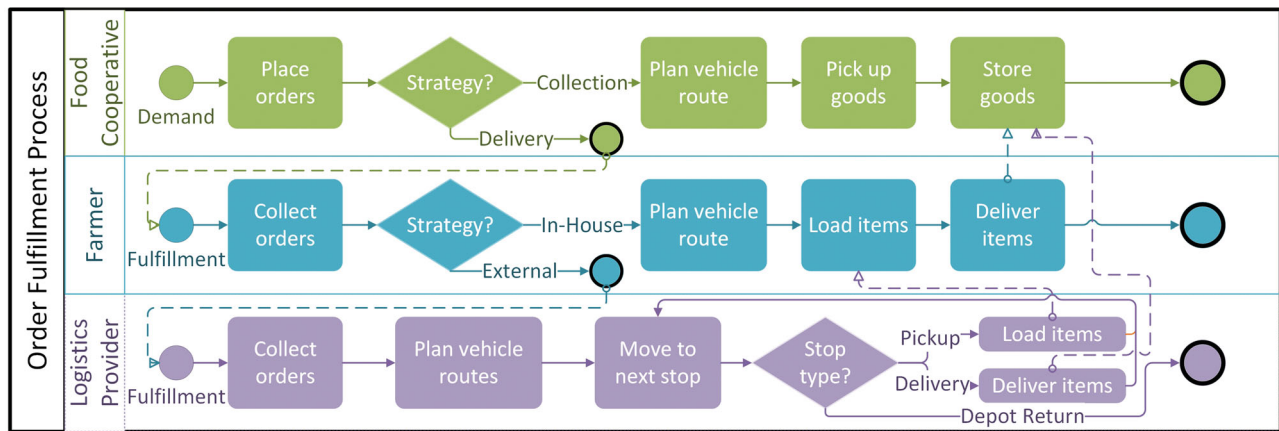 Order Fulfillment Process
Food
Cooperative
Demand
Place
orders
Strategy?
Collection
Delivery
Plan vehicle
route
Pick up
goods
Store
goods
Farmer
Fulfillment
Collect
orders
Strategy?
In-House
External
Plan vehicle
route
Load items
Deliver
items
Logistics
Provider
Fulfillment
Collect
orders
Plan vehicle
routes
Move to
next stop
Stop
type?
Pickup
Delivery
Depot Return
Load items
Deliver items